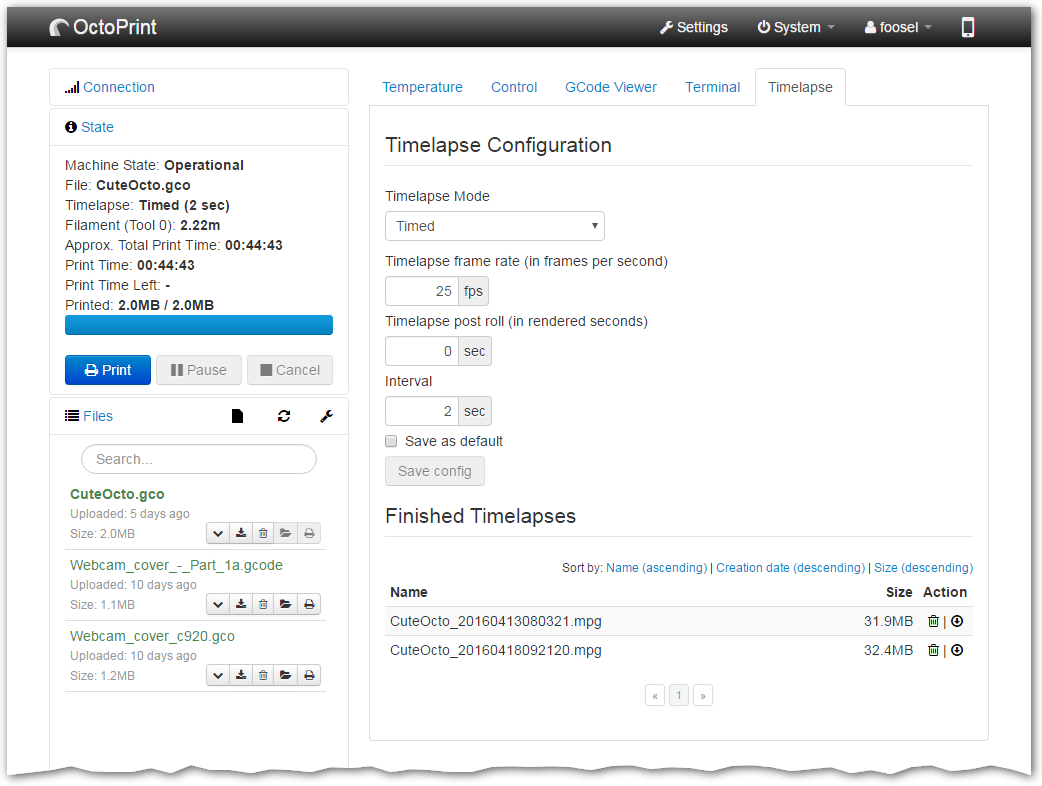 OctoPrint
Settings
System
foosel
Connection
State
Machine State: Operational
File: CuteOcto.gco
Timelapse: Timed (2 sec)
Filament (Tool 0): 2.22m
Approx. Total Print Time: 00:44:43
Print Time: 00:44:43
Print Time Left: -
Printed: 2.0MB / 2.0MB
Print
Pause
Cancel
Files
Search...
CuteOcto.gco
Uploaded: 5 days ago
Size: 2.0MB
Webcam_cover_-_Part_1a.gcode
Uploaded: 10 days ago
Size: 1.1MB
Webcam_cover_c920.gco
Uploaded: 10 days ago
Size: 1.2MB
Temperature
Control
GCode Viewer
Terminal
Timelapse
Timelapse Configuration
Timelapse Mode
Timed
Timelapse frame rate (in frames per second)
25 fps
Timelapse post roll (in rendered seconds)
0 sec
Interval
2 sec
Save as default
Save config
Finished Timelapses
Sort by: Name (ascending) | Creation date (descending) | Size (descending)
Name Size Action
CuteOcto_20160413080321.mpg 31.9MB |
CuteOcto_20160418092120.mpg 32.4MB |
« 1 »